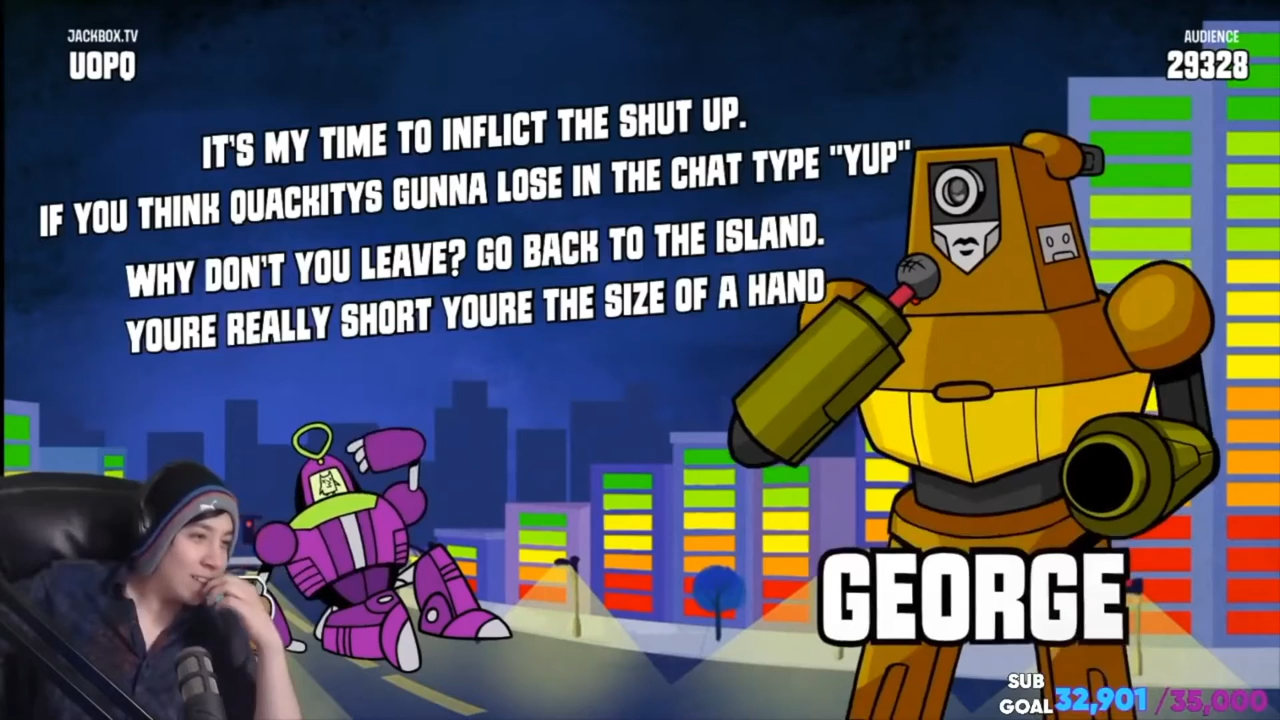 JACKBOX.TV
UOPQ
AUDIENCE
29328
IT'S MY TIME TO INFLICT THE SHUT UP.
IF YOU THINK QUACKITYS GUNNA LOSE IN THE CHAT TYPE "YUP"
WHY DON'T YOU LEAVE? GO BACK TO THE ISLAND.
YOURE REALLY SHORT YOURE THE SIZE OF A HAND
GEORGE
SUB
GOAL 32,901 / 35,000